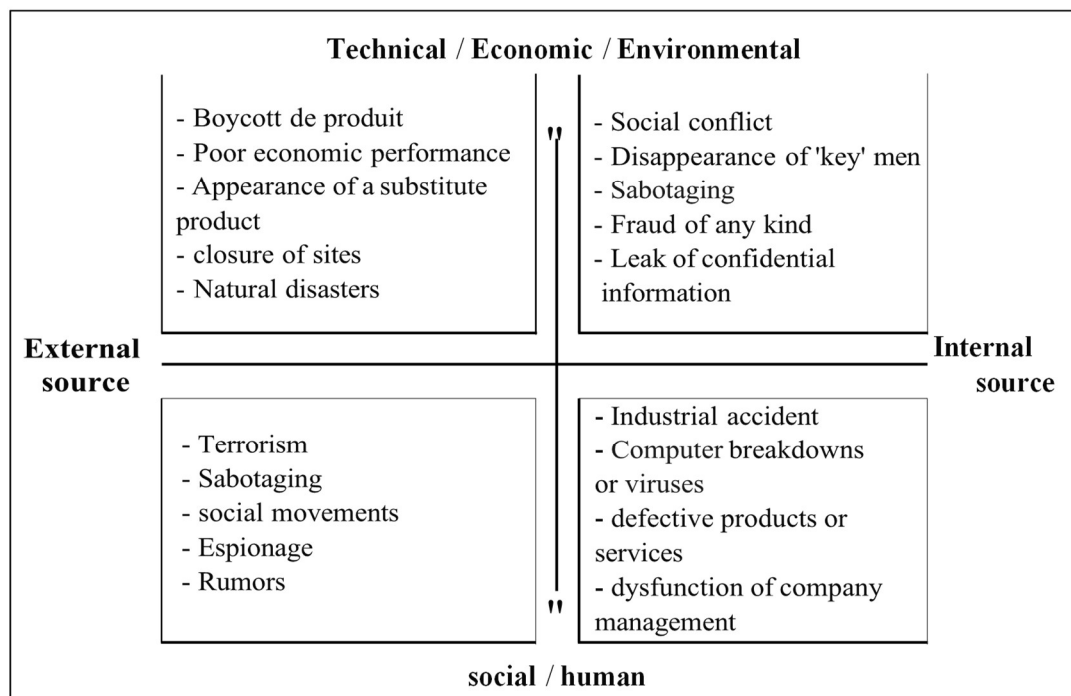 Technical / Economic / Environmental
- Boycott de produit
- Poor economic performance
- Appearance of a substitute
product
- closure of sites
- Natural disasters
"
- Social conflict
- Disappearance of 'key' men
- Sabotaging
- Fraud of any kind
- Leak of confidential
information
External
source
Internal
source
- Terrorism
- Sabotaging
- social movements
- Espionage
- Rumors
"
- Industrial accident
- Computer breakdowns
or viruses
- defective products or
services
- dysfunction of company
management
social / human